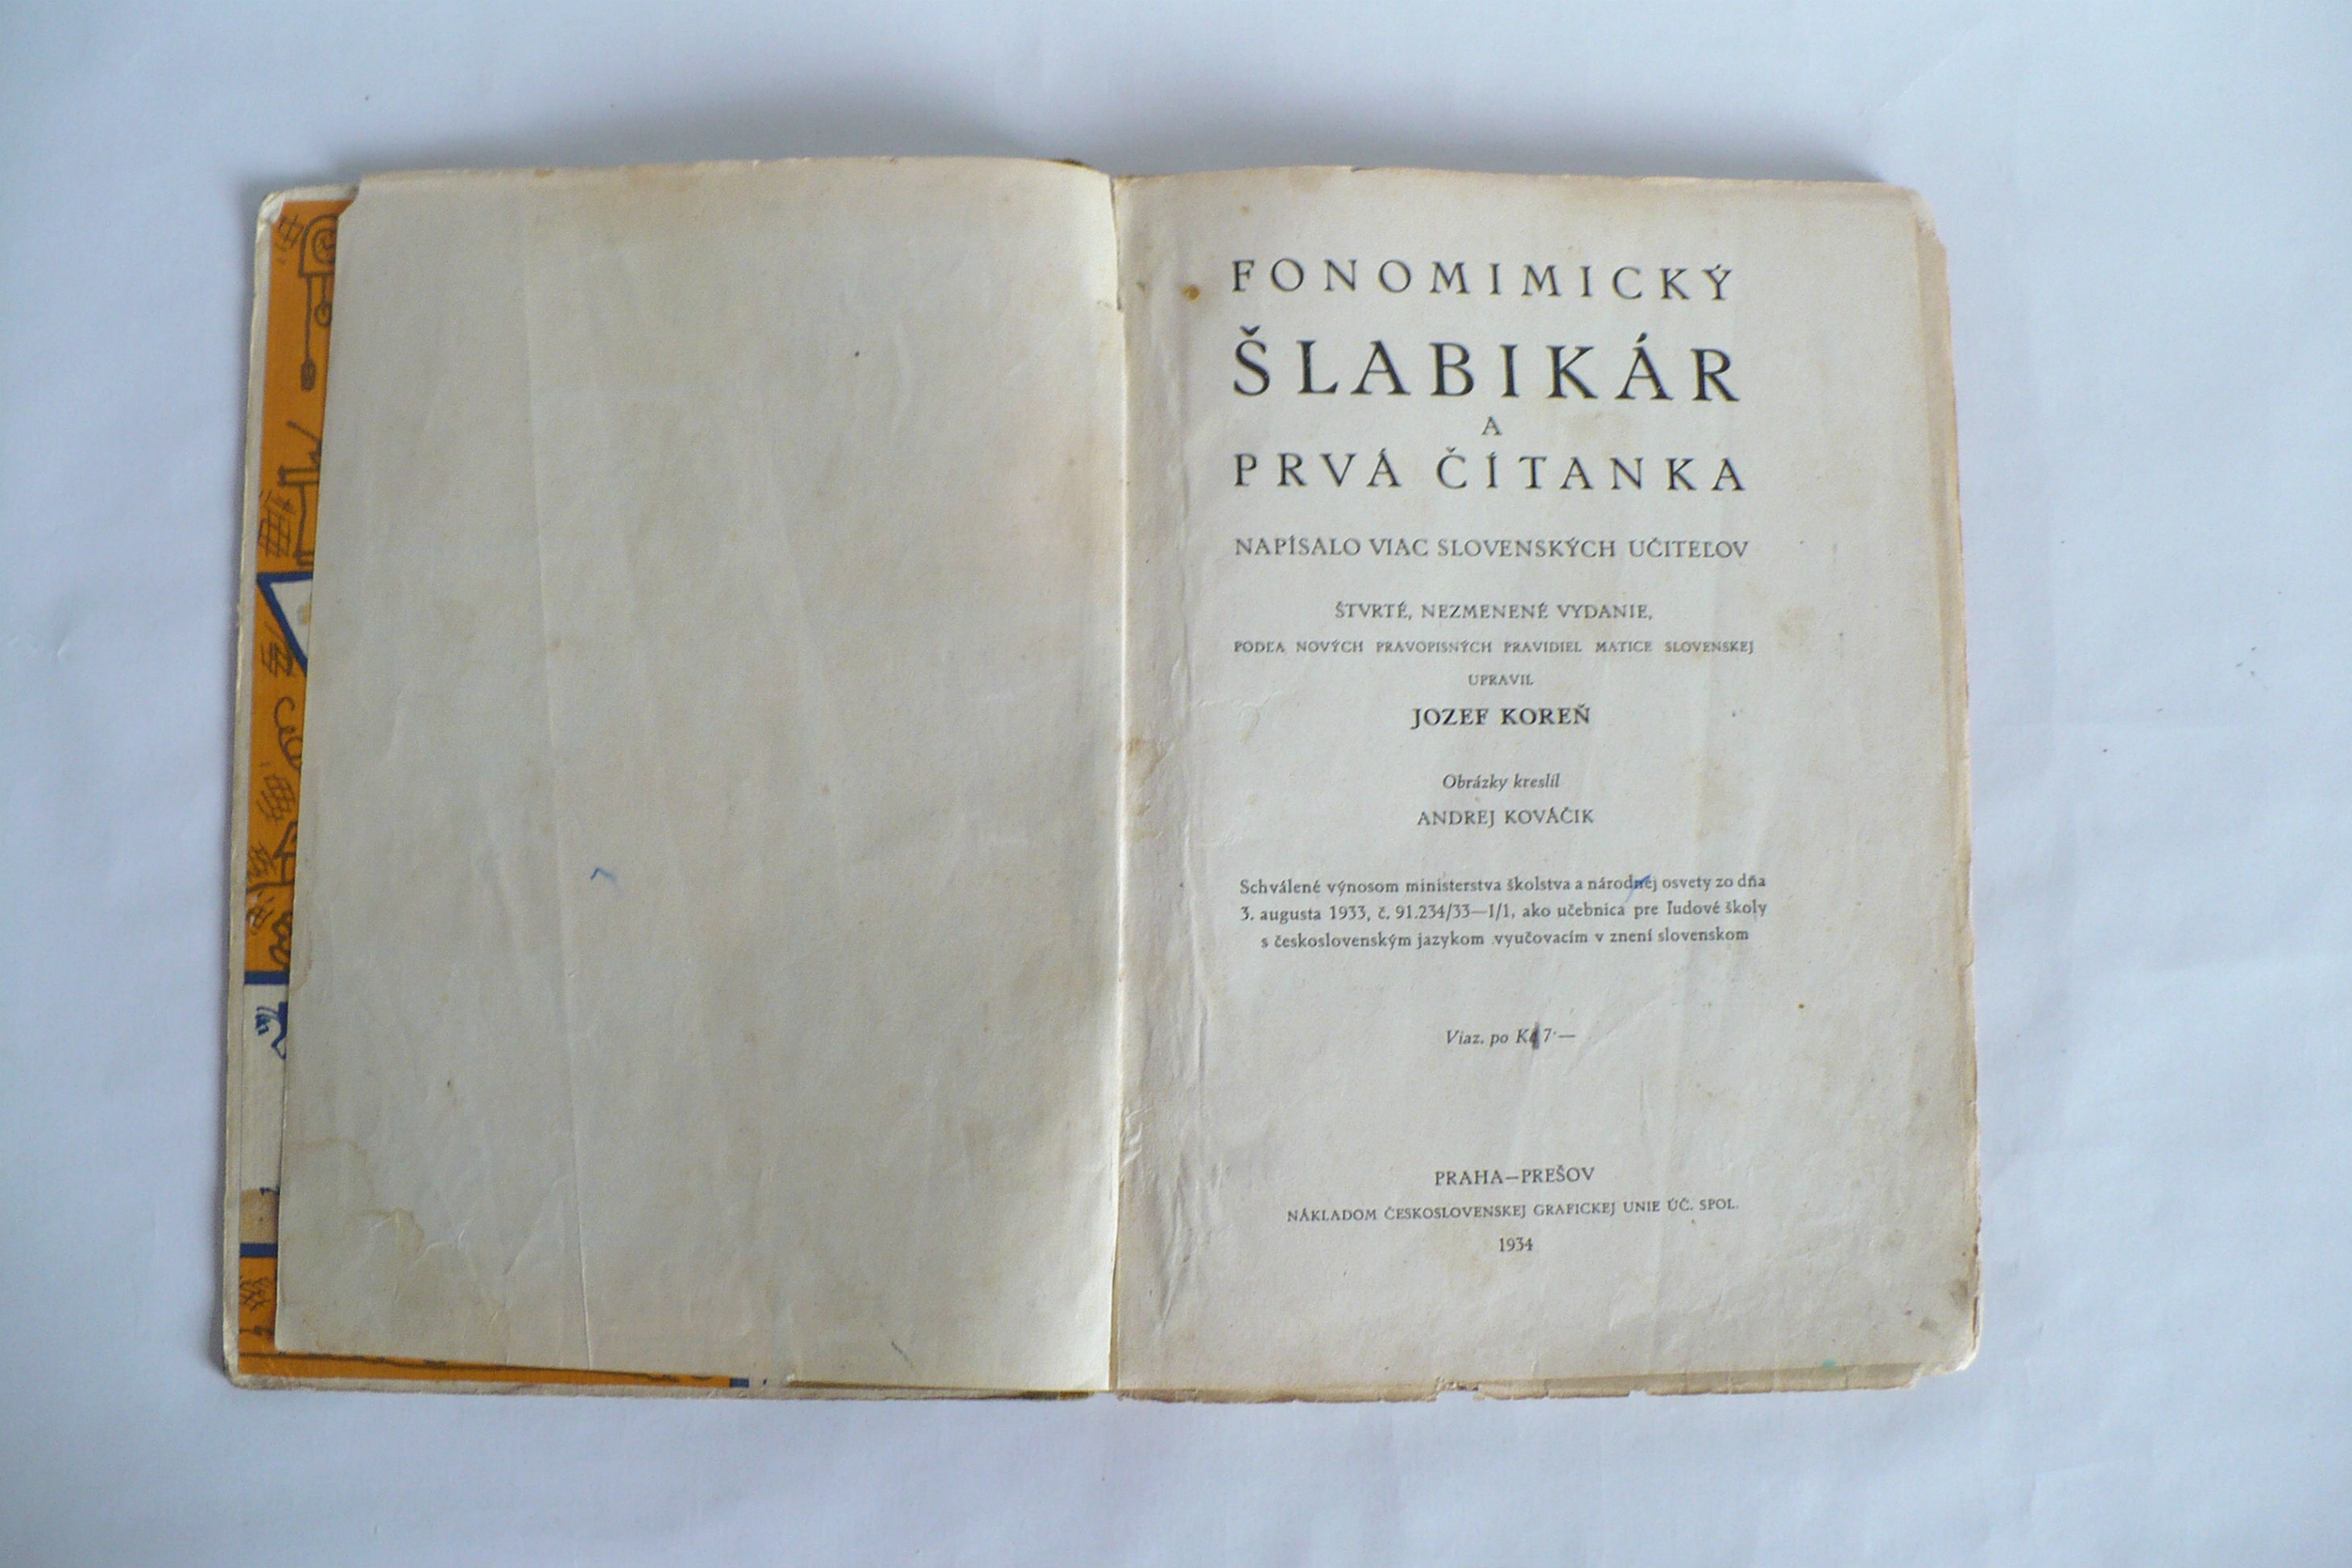 FONOMIMICKÝ
ŠLABIKÁR
A
PRVÁ ČÍTANKA
NAPÍSALO VIAC SLOVENSKÝCH UČITEĽOV
ŠTVRTÉ, NEZMENENÉ VYDANIE,
PODĽA NOVÝCH PRAVOPISNÝCH PRAVIDIEL MATICE SLOVENSKEJ
UPRAVIL
JOZEF KOREŇ
Obrázky kreslil
ANDREJ KOVÁČIK
Schválené výnosom ministerstva školstva a národnej osvety zo dňa
3. augusta 1933, č. 91.234/33—I/1, ako učebnica pre ľudové školy
s československým jazykom vyučovacím v znení slovenskom
Viaz. po Kč 7·—
PRAHA—PREŠOV
NÁKLADOM ČESKOSLOVENSKEJ GRAFICKEJ UNIE ÚČ. SPOL.
1934